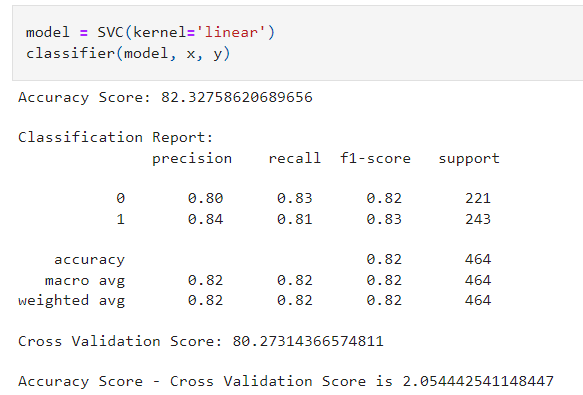 model = SVC(kernel='linear')
classifier(model, x, y)
Accuracy Score: 82.32758620689656
Classification Report:
precision recall f1-score support
0 0.80 0.83 0.82 221
1 0.84 0.81 0.83 243
accuracy 0.82 464
macro avg 0.82 0.82 0.82 464
weighted avg 0.82 0.82 0.82 464
Cross Validation Score: 80.27314366574811
Accuracy Score - Cross Validation Score is 2.054442541148447